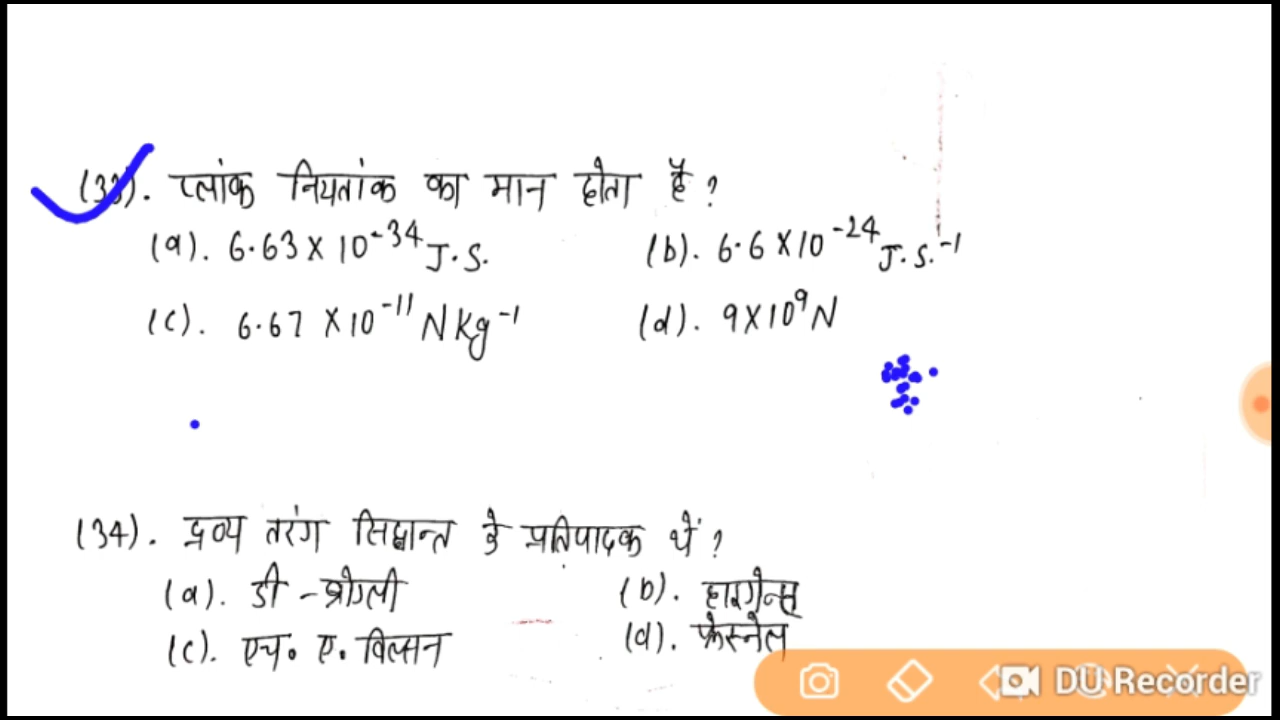 (33). प्लांक नियतांक का मान होता है?
(a). 6.63 × 10^-34 J.S. (b). 6.6 × 10^-24 J.S.^-1
(c). 6.67 × 10^-11 N Kg^-1 (d). 9 × 10^9 N
(34). द्रव्य तरंग सिद्धान्त के प्रतिपादक थें?
(a). डी - ब्रोग्ली (b). हाइगेन्स
(c). एच. ए. विल्सन (d). फ्रेस्नेल
DU Recorder